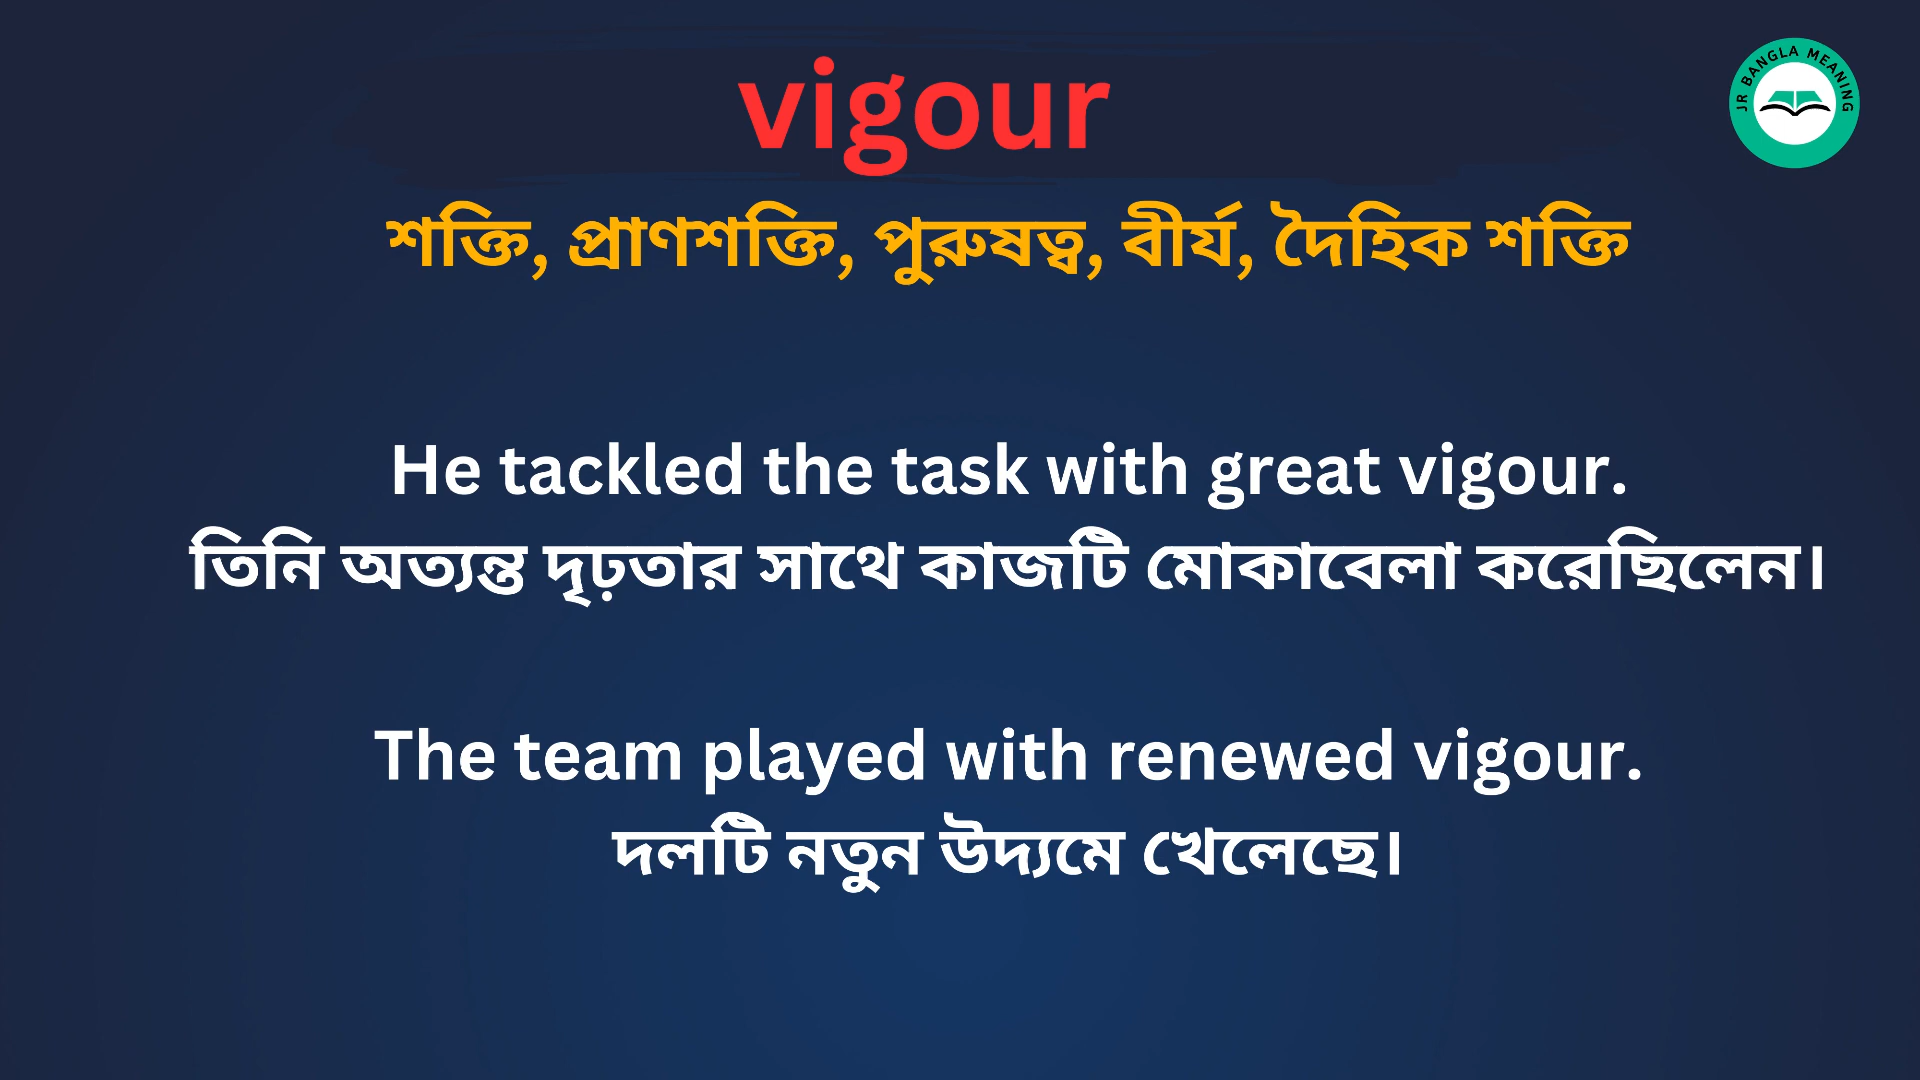 vigour
JR BANGLA MEANING
শক্তি, প্রাণশক্তি, পুরুষত্ব, বীর্য, দৈহিক শক্তি
He tackled the task with great vigour.
তিনি অত্যন্ত দৃঢ়তার সাথে কাজটি মোকাবেলা করেছিলেন।
The team played with renewed vigour.
দলটি নতুন উদ্যমে খেলেছে।